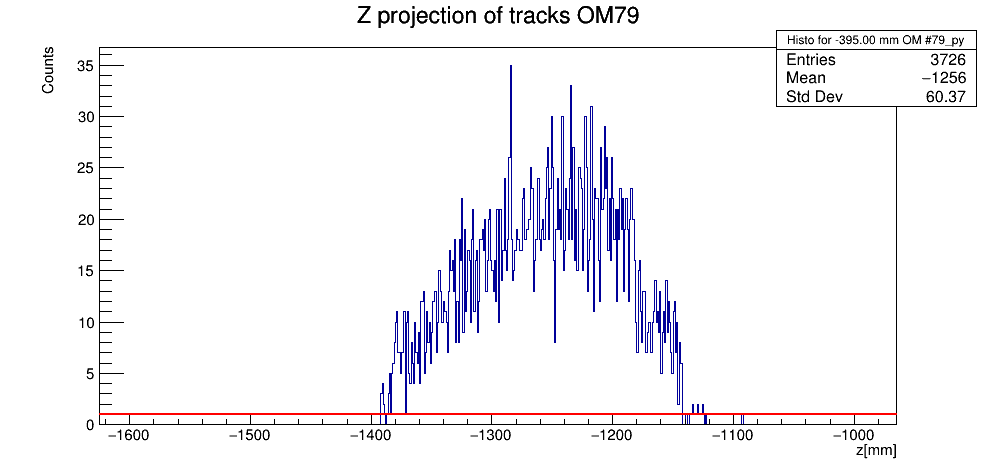 Z projection of tracks OM79
Histo for -395.00 mm OM #79_py
Entries 3726
Mean −1256
Std Dev 60.37
Counts
35
30
25
20
15
10
5
0
−1600 −1500 −1400 −1300 −1200 −1100 −1000
z[mm]